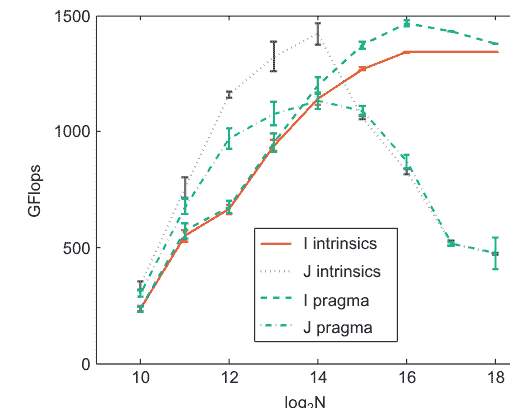 1500
1000
500
0
GFlops
I intrinsics
J intrinsics
I pragma
J pragma
10
12
14
16
18
log₂N